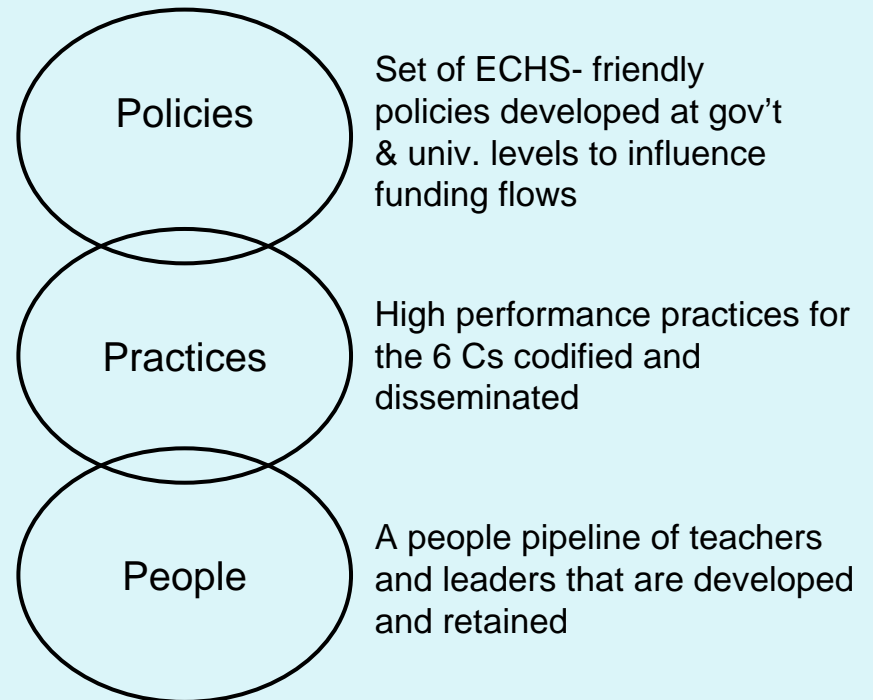 Policies
Set of ECHS- friendly
policies developed at gov’t
& univ. levels to influence
funding flows
Practices
High performance practices for
the 6 Cs codified and
disseminated
People
A people pipeline of teachers
and leaders that are developed
and retained